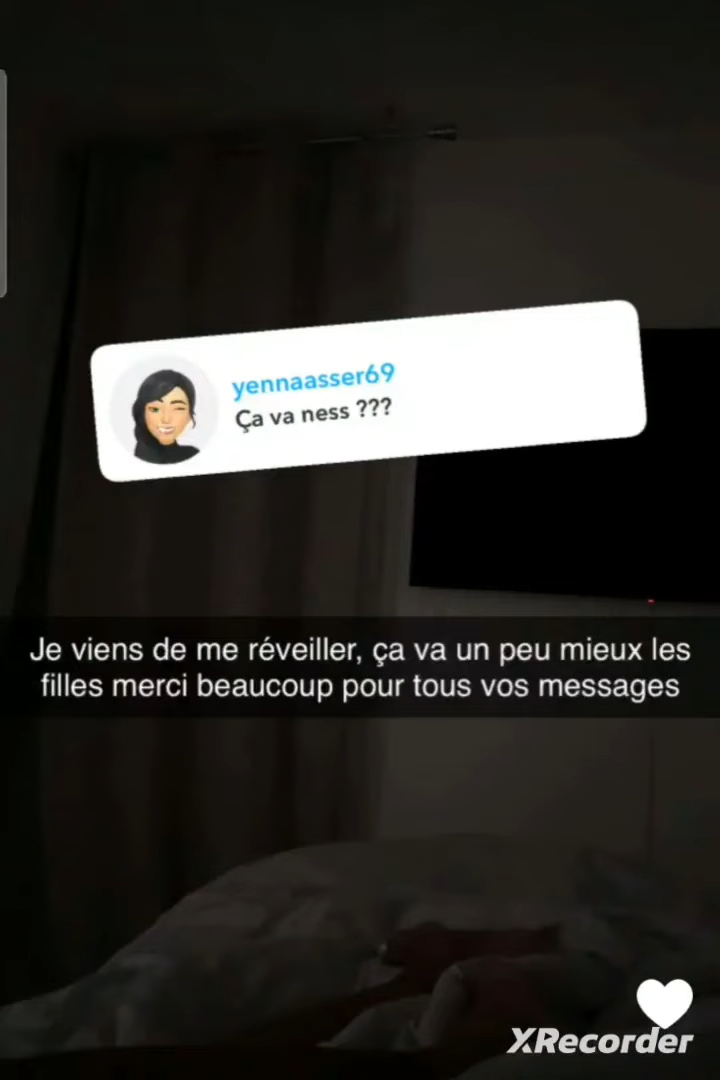 yennaasser69
Ça va ness ???
Je viens de me réveiller, ça va un peu mieux les
filles merci beaucoup pour tous vos messages
XRecorder